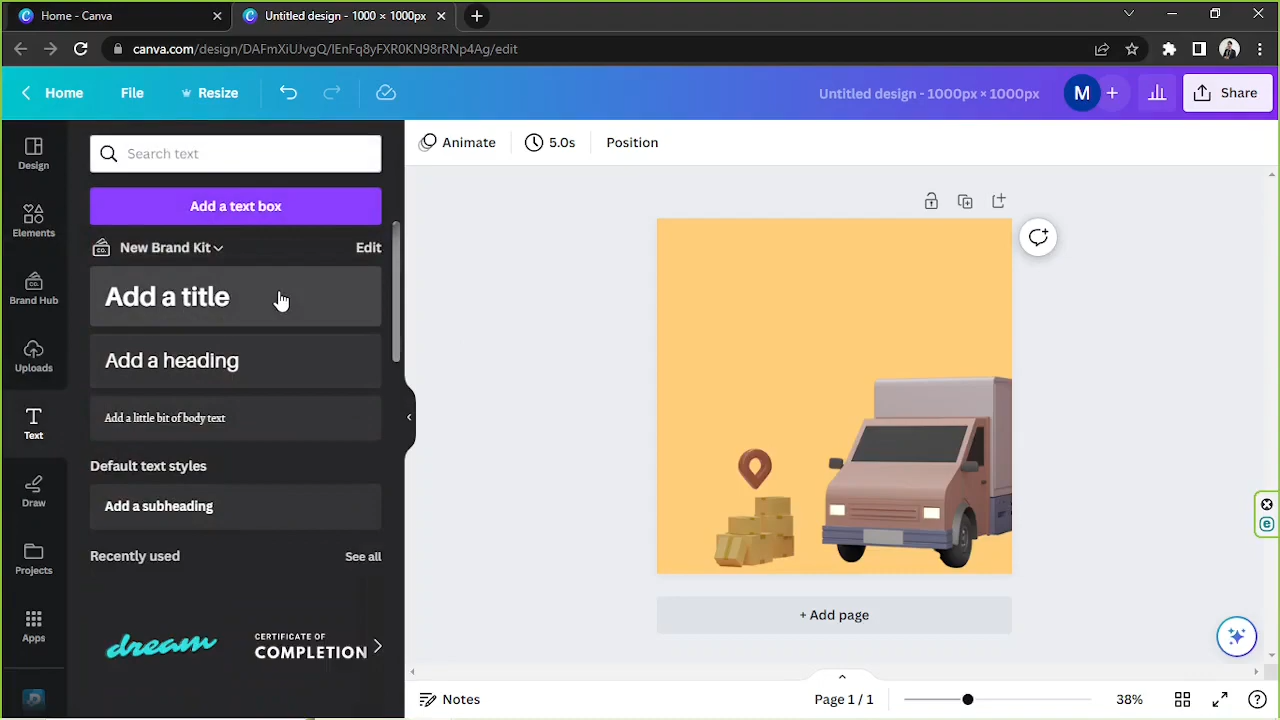 Home - Canva
Untitled design - 1000 × 1000px
canva.com/design/DAFmXiUJvgQ/IEnFq8yFXR0KN98rRNp4Ag/edit
Home
File
Resize
Untitled design - 1000px × 1000px
M
Share
Design
Elements
Brand Hub
Uploads
Text
Draw
Projects
Apps
Search text
Add a text box
CO.
New Brand Kit
Edit
Add a title
Add a heading
Add a little bit of body text
Default text styles
Add a subheading
Recently used
See all
dream
CERTIFICATE OF
COMPLETION
Animate
5.0s
Position
+ Add page
Notes
Page 1 / 1
38%